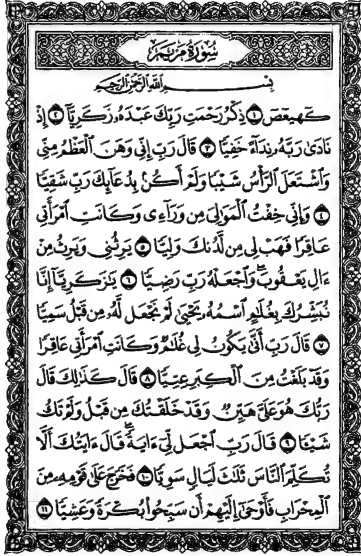 سُورَةُ مَرْيَمَ
بِسْمِ ٱللَّهِ ٱلرَّحْمَٰنِ ٱلرَّحِيمِ
كٓهيعٓصٓ ١ ذِكْرُ رَحْمَتِ رَبِّكَ عَبْدَهُۥ زَكَرِيَّآ ٢ إِذْ
نَادَىٰ رَبَّهُۥ نِدَآءً خَفِيًّا ٣ قَالَ رَبِّ إِنِّى وَهَنَ ٱلْعَظْمُ مِنِّى
وَٱشْتَعَلَ ٱلرَّأْسُ شَيْبًا وَلَمْ أَكُنۢ بِدُعَآئِكَ رَبِّ شَقِيًّا
٤ وَإِنِّى خِفْتُ ٱلْمَوَٰلِىَ مِن وَرَآءِى وَكَانَتِ ٱمْرَأَتِى
عَاقِرًا فَهَبْ لِى مِن لَّدُنكَ وَلِيًّا ٥ يَرِثُنِى وَيَرِثُ مِنْ
ءَالِ يَعْقُوبَ وَٱجْعَلْهُ رَبِّ رَضِيًّا ٦ يَٰزَكَرِيَّآ إِنَّا
نُبَشِّرُكَ بِغُلَٰمٍ ٱسْمُهُۥ يَحْيَىٰ لَمْ نَجْعَل لَّهُۥ مِن قَبْلُ سَمِيًّا
٧ قَالَ رَبِّ أَنَّىٰ يَكُونُ لِى غُلَٰمٌ وَكَانَتِ ٱمْرَأَتِى عَاقِرًا
وَقَدْ بَلَغْتُ مِنَ ٱلْكِبَرِ عِتِيًّا ٨ قَالَ كَذَٰلِكَ قَالَ
رَبُّكَ هُوَ عَلَىَّ هَيِّنٌ وَقَدْ خَلَقْتُكَ مِن قَبْلُ وَلَمْ تَكُ
شَيْـًٔا ٩ قَالَ رَبِّ ٱجْعَل لِّىٓ ءَايَةً قَالَ ءَايَتُكَ أَلَّا
تُكَلِّمَ ٱلنَّاسَ ثَلَٰثَ لَيَالٍ سَوِيًّا ١٠ فَخَرَجَ عَلَىٰ قَوْمِهِۦ مِنَ
ٱلْمِحْرَابِ فَأَوْحَىٰٓ إِلَيْهِمْ أَن سَبِّحُوا۟ بُكْرَةً وَعَشِيًّا ١١